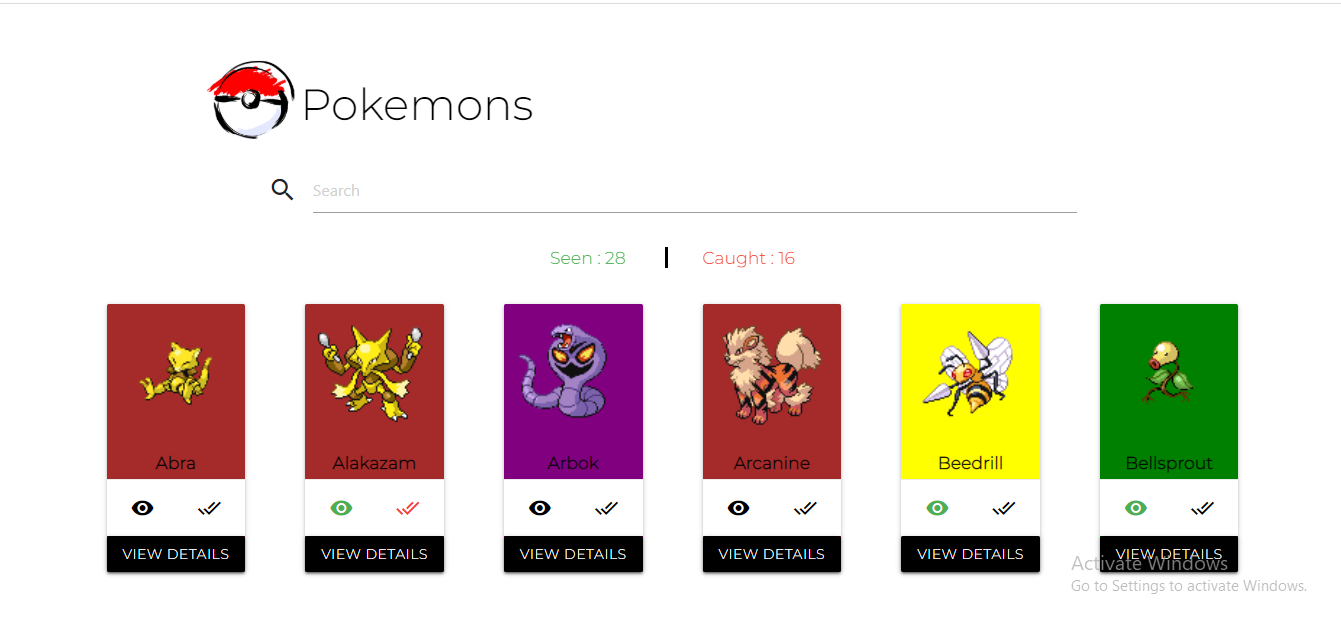 Pokemons
Search
Seen : 28 Caught : 16
Abra Alakazam Arbok Arcanine Beedrill Bellsprout
VIEW DETAILS VIEW DETAILS VIEW DETAILS VIEW DETAILS VIEW DETAILS VIEW DETAILS
Activate Windows
Go to Settings to activate Windows.